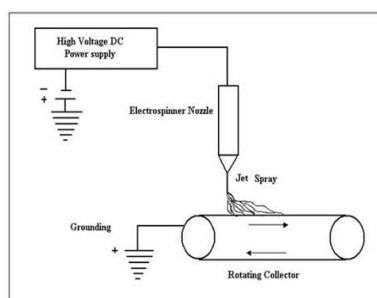 High Voltage DC
Power supply
−
+
Electrospinner Nozzle
Jet Spray
Grounding
+
Rotating Collector